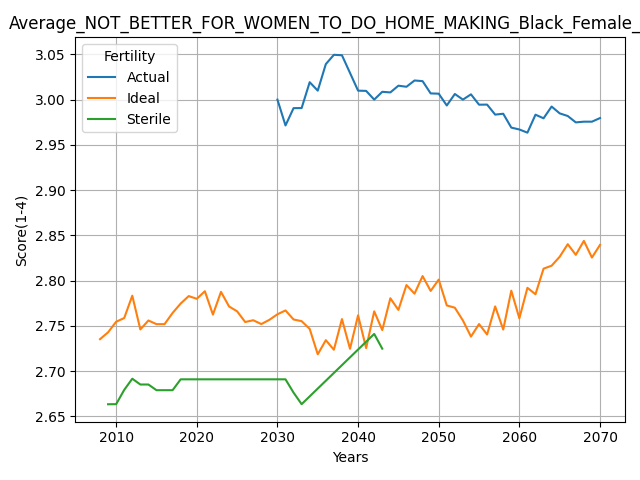 Average_NOT_BETTER_FOR_WOMEN_TO_DO_HOME_MAKING_Black_Female_
Fertility
Actual
Ideal
Sterile
3.05
3.00
2.95
2.90
2.85
2.80
2.75
2.70
2.65
Score(1-4)
2010 2020 2030 2040 2050 2060 2070
Years